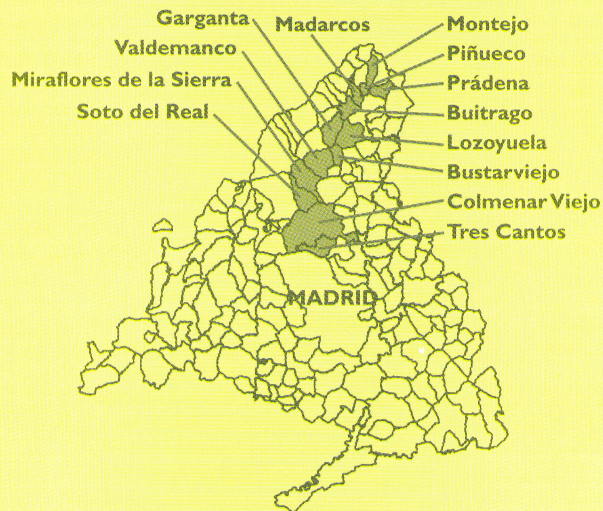 Garganta
Madarcos
Valdemanco
Miraflores de la Sierra
Soto del Real
Montejo
Piñueco
Prádena
Buitrago
Lozoyuela
Bustarviejo
Colmenar Viejo
Tres Cantos
MADRID